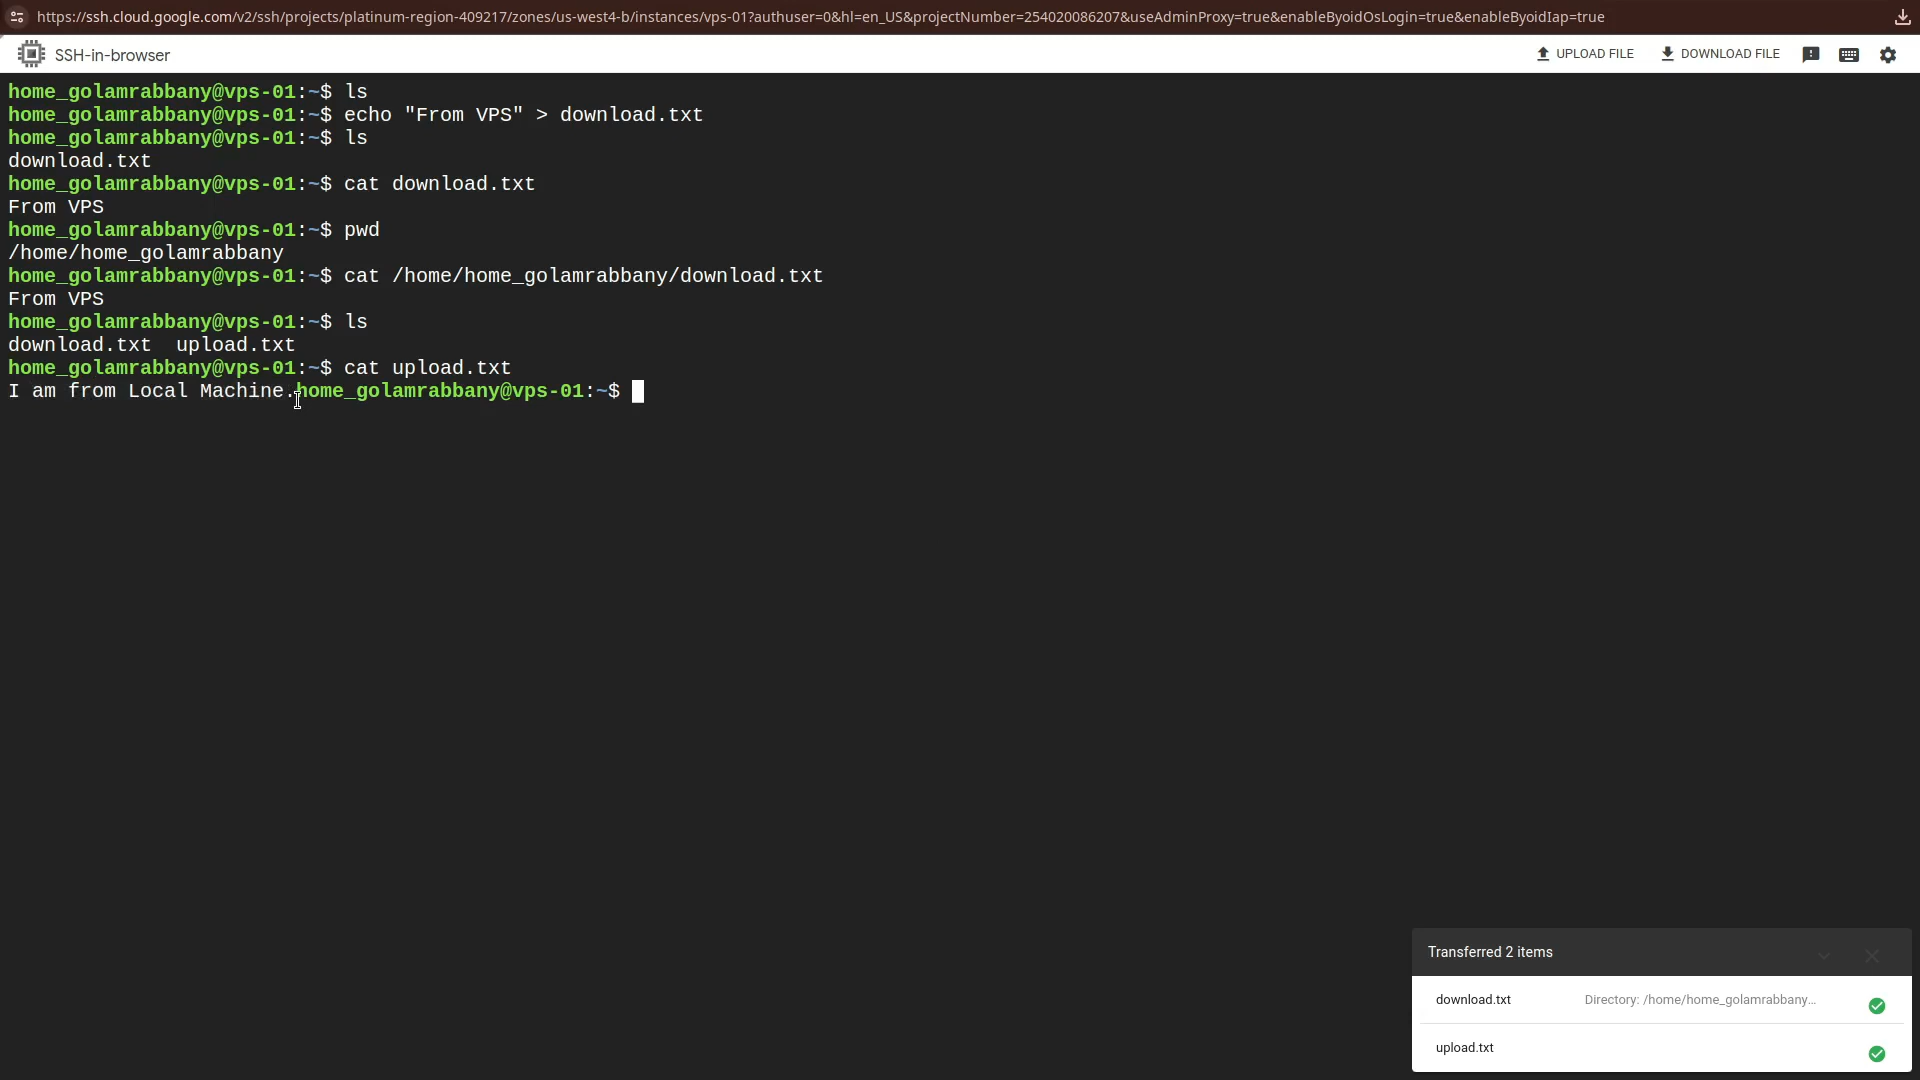 https://ssh.cloud.google.com/v2/ssh/projects/platinum-region-409217/zones/us-west4-b/instances/vps-01?authuser=0&hl=en_US&projectNumber=254020086207&useAdminProxy=true&enableByoidOsLogin=true&enableByoidIap=true
SSH-in-browser
UPLOAD FILE
DOWNLOAD FILE
home_golamrabbany@vps-01:~$ ls
home_golamrabbany@vps-01:~$ echo "From VPS" > download.txt
home_golamrabbany@vps-01:~$ ls
download.txt
home_golamrabbany@vps-01:~$ cat download.txt
From VPS
home_golamrabbany@vps-01:~$ pwd
/home/home_golamrabbany
home_golamrabbany@vps-01:~$ cat /home/home_golamrabbany/download.txt
From VPS
home_golamrabbany@vps-01:~$ ls
download.txt  upload.txt
home_golamrabbany@vps-01:~$ cat upload.txt
I am from Local Machine.home_golamrabbany@vps-01:~$
Transferred 2 items
download.txt Directory: /home/home_golamrabbany...
upload.txt